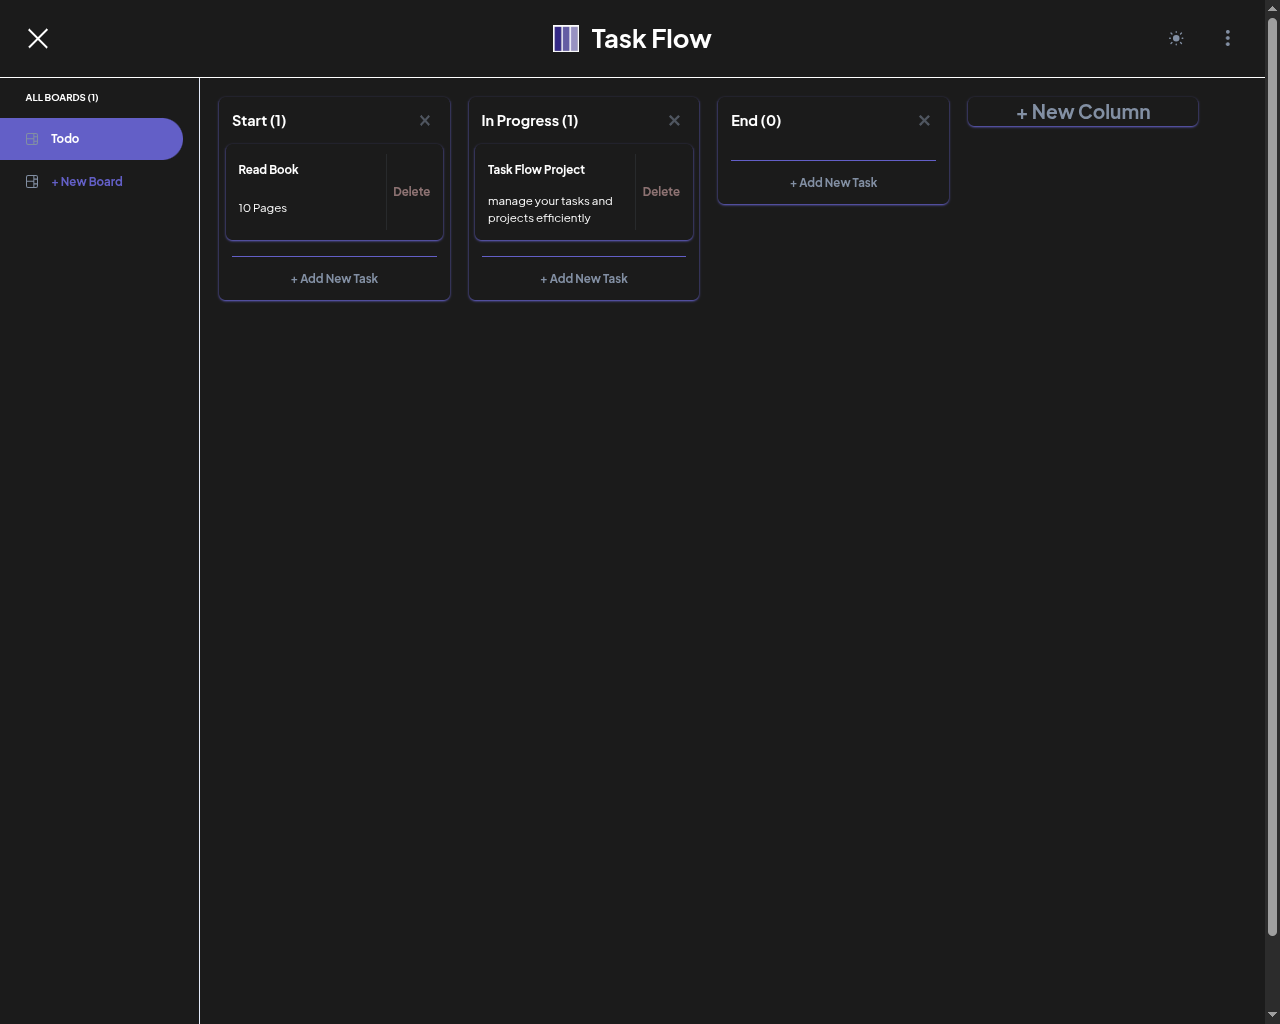 Task Flow
ALL BOARDS (1)
Todo
+ New Board
Start (1)
Read Book
10 Pages
Delete
+ Add New Task
In Progress (1)
Task Flow Project
manage your tasks and
projects efficiently
Delete
+ Add New Task
End (0)
+ Add New Task
+ New Column